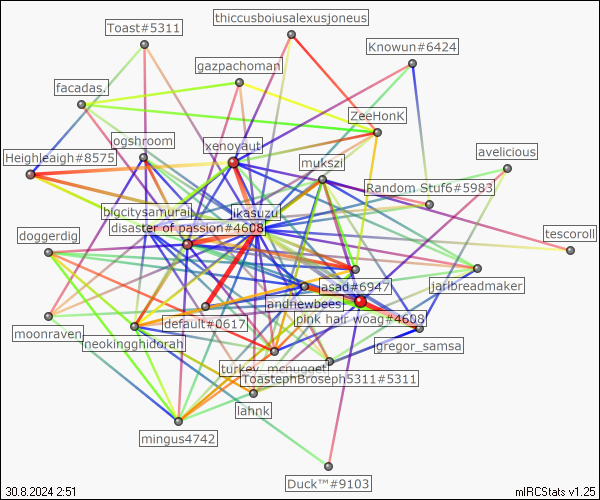 thiccusboiusalexusjoneus
Toast#5311
Knowun#6424
gazpachoman
facadas.
ZeeHonK
ogshroom
xenoyaut
avelicious
Heighleaigh#8575
mukszi
Random Stuf6#5983
bigcitysamurai
ikasuzu
disaster of passion#4608
doggerdig
tescoroll
asad#6947
jarlbreadmaker
andnewbees
moonraven
default#0617
pink hair woag#4608
neokingghidorah
gregor_samsa
turkey_mcnugget
ToastephBroseph5311#5311
lahnk
mingus4742
Duck™#9103
30.8.2024 2:51
mIRCStats v1.25